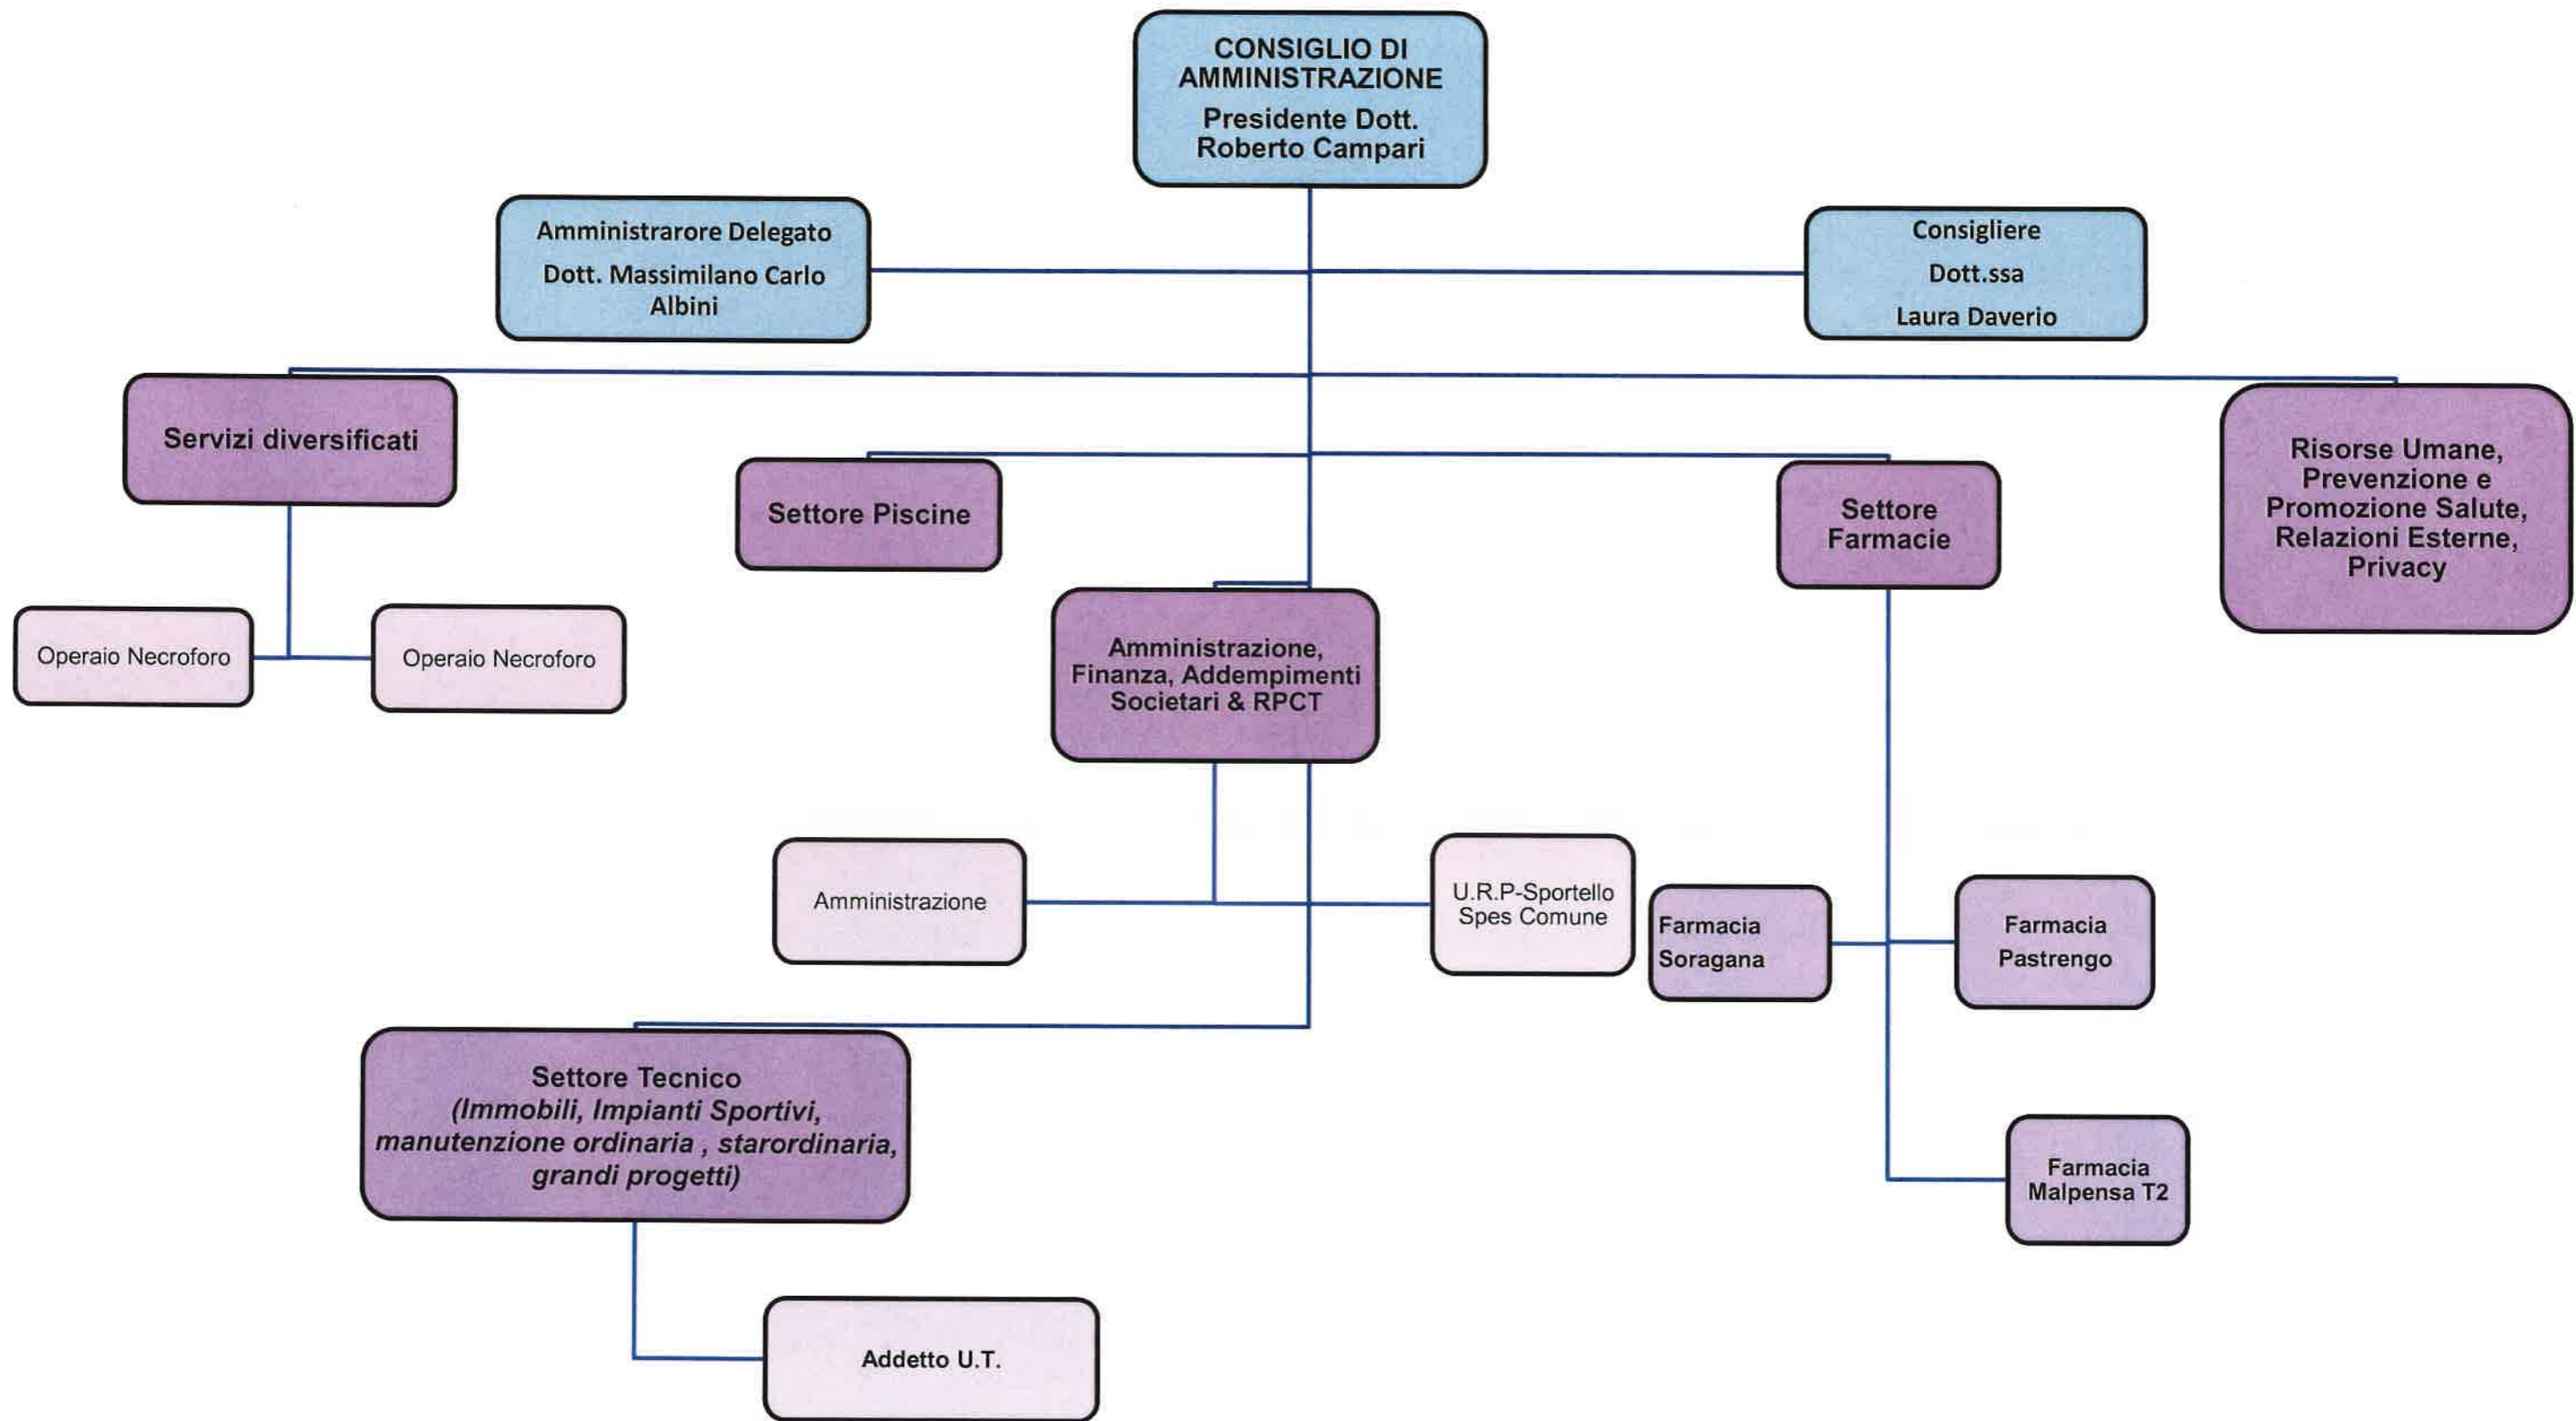 CONSIGLIO DI
AMMINISTRAZIONE
Presidente Dott.
Roberto Campari
Amministrarore Delegato
Dott. Massimilano Carlo
Albini
Consigliere
Dott.ssa
Laura Daverio
Servizi diversificati
Settore Piscine
Settore
Farmacie
Risorse Umane,
Prevenzione e
Promozione Salute,
Relazioni Esterne,
Privacy
Operaio Necroforo
Operaio Necroforo
Amministrazione,
Finanza, Addempimenti
Societari & RPCT
Amministrazione
U.R.P-Sportello
Spes Comune
Farmacia
Soragana
Farmacia
Pastrengo
Settore Tecnico
(Immobili, Impianti Sportivi,
manutenzione ordinaria , starordinaria,
grandi progetti)
Farmacia
Malpensa T2
Addetto U.T.